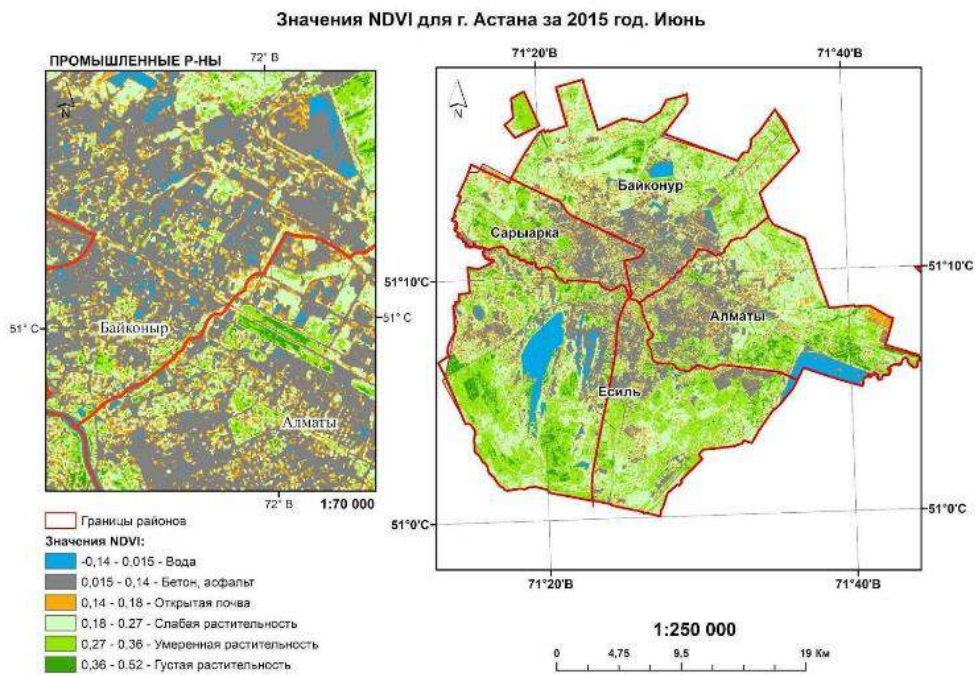 Значения NDVI для г. Астана за 2015 год. Июнь
ПРОМЫШЛЕННЫЕ Р-НЫ
72° В
N
51° С
51° С
Байконыр
Алматы
72° В
1:70 000
71°20'В
71°40'В
N
Байконур
Сарыарка
Алматы
Есиль
51°10'С
51°10'С
51°0'С
51°0'С
71°20'В
71°40'В
Границы районов
Значения NDVI:
-0,14 - 0,015 - Вода
0,015 - 0,14 - Бетон, асфальт
0,14 - 0,18 - Открытая почва
0,18 - 0.27 - Слабая растительность
0,27 - 0,36 - Умеренная растительность
0,36 - 0.52 - Густая растительность
1:250 000
0 4,75 9,5 19 Км